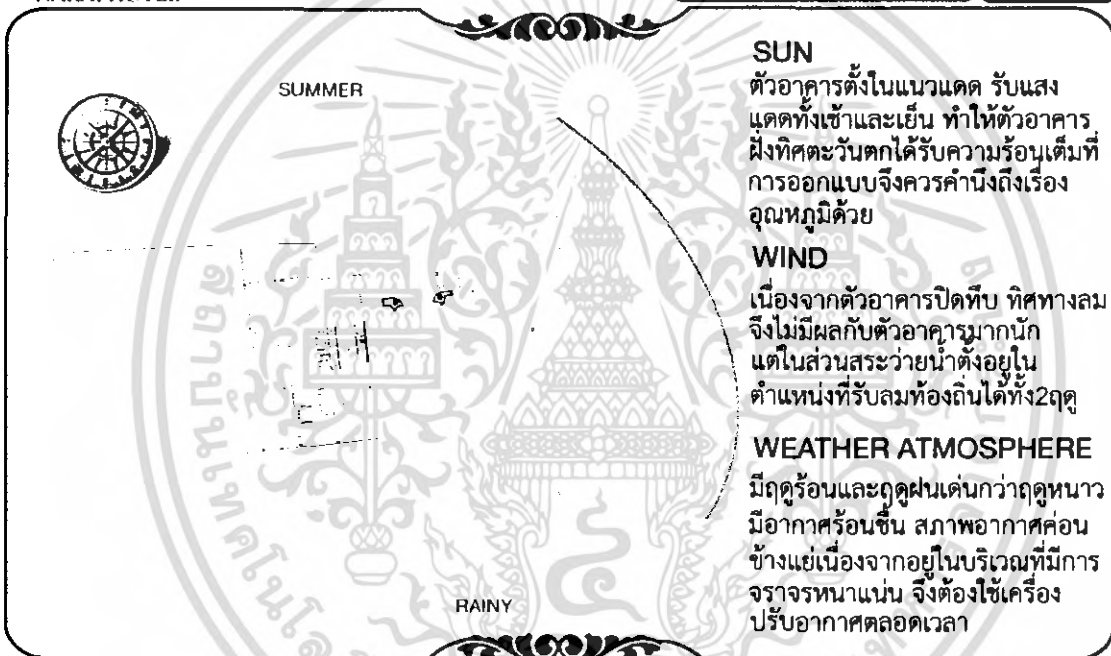 SUMMER
RAINY
SUN
ตัวอาคารตั้งในแนวแดด รับแสง
แดดทั้งเช้าและเย็น ทำให้ตัวอาคาร
ฝั่งทิศตะวันตกได้รับความร้อนเต็มที่
การออกแบบจึงควรคำนึงถึงเรื่อง
อุณหภูมิด้วย
WIND
เนื่องจากตัวอาคารปิดทึบ ทิศทางลม
จึงไม่มีผลกับตัวอาคารมากนัก
แต่ในส่วนสระว่ายน้ำตั้งอยู่ใน
ตำแหน่งที่รับลมท้องถิ่นได้ทั้ง2ฤดู
WEATHER ATMOSPHERE
มีฤดูร้อนและฤดูฝนเด่นกว่าฤดูหนาว
มีอากาศร้อนชื้น สภาพอากาศค่อน
ข้างแย่เนื่องจากอยู่ในบริเวณที่มีการ
จราจรหนาแน่น จึงต้องใช้เครื่อง
ปรับอากาศตลอดเวลา